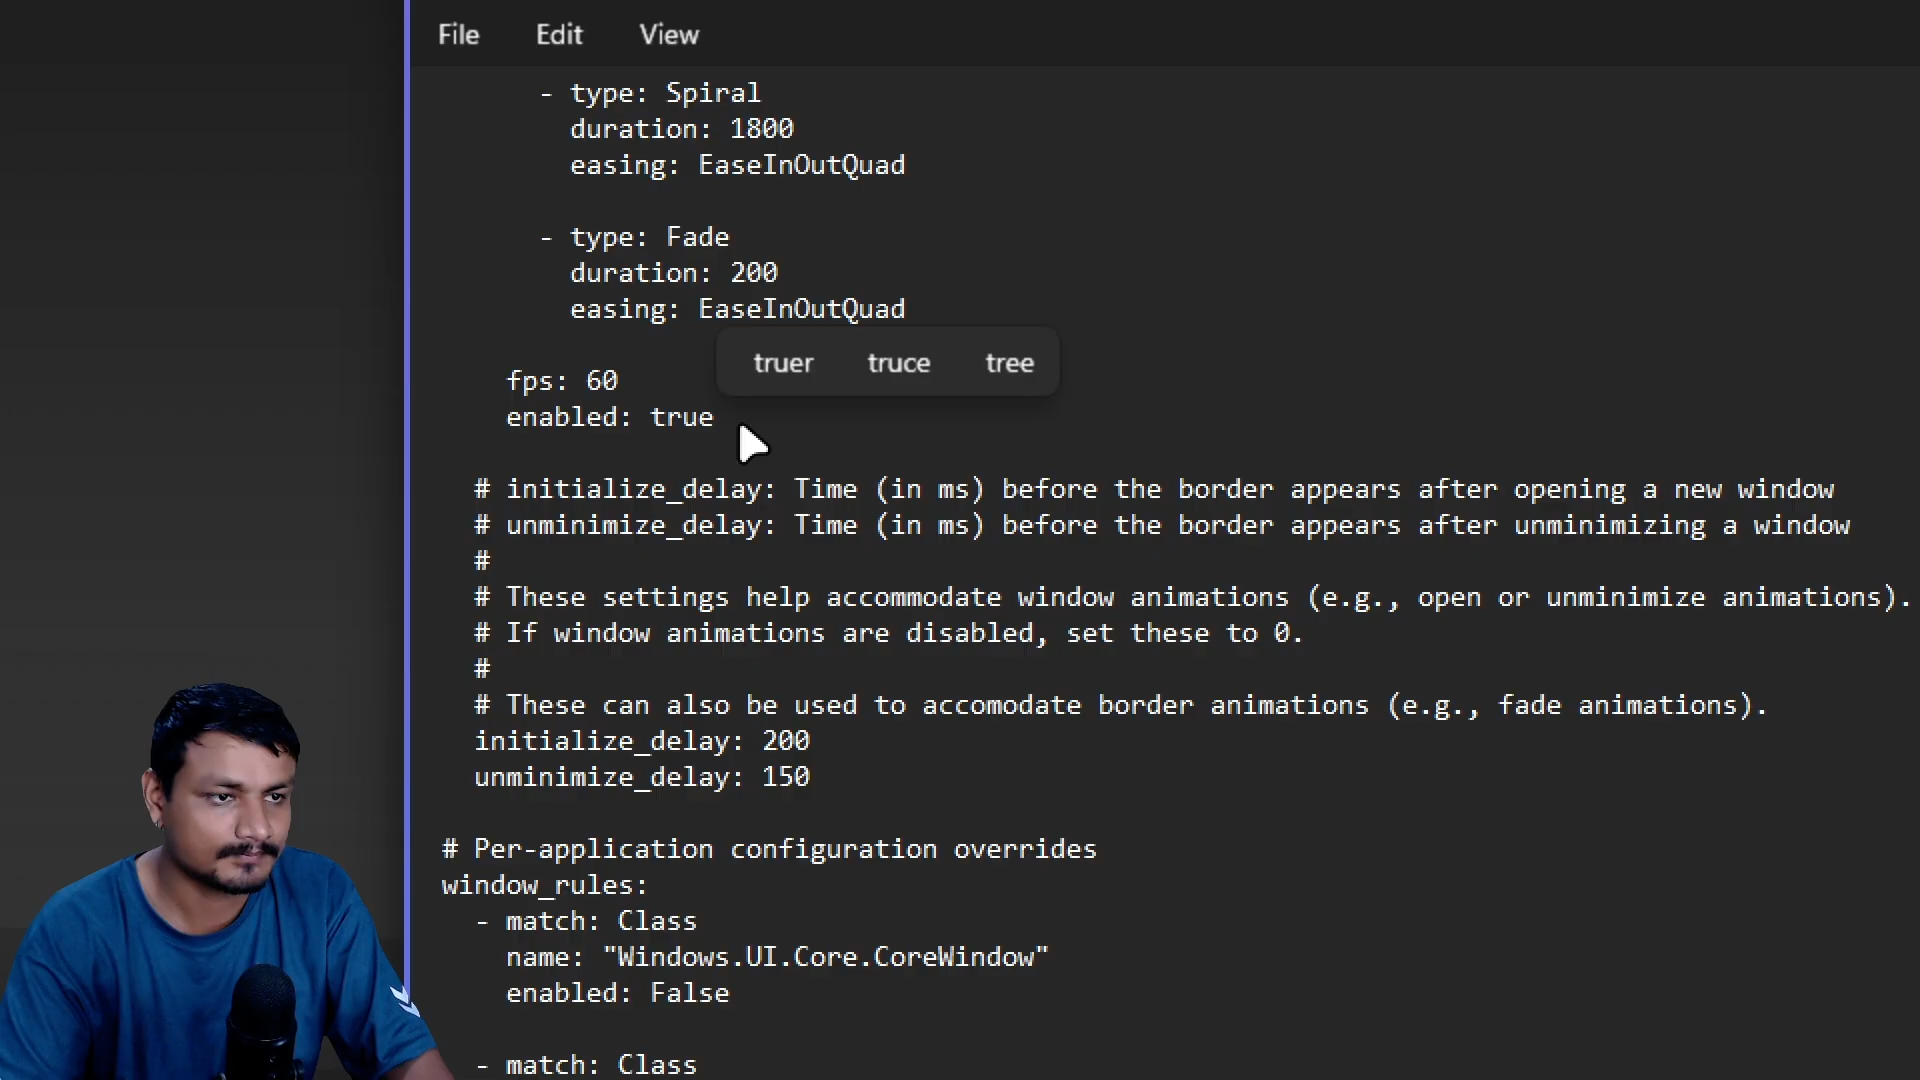 File Edit View
- type: Spiral
duration: 1800
easing: EaseInOutQuad
- type: Fade
duration: 200
easing: EaseInOutQuad
truer truce tree
fps: 60
enabled: true
# initialize_delay: Time (in ms) before the border appears after opening a new window
# unminimize_delay: Time (in ms) before the border appears after unminimizing a window
#
# These settings help accommodate window animations (e.g., open or unminimize animations).
# If window animations are disabled, set these to 0.
#
# These can also be used to accomodate border animations (e.g., fade animations).
initialize_delay: 200
unminimize_delay: 150
# Per-application configuration overrides
window_rules:
- match: Class
name: "Windows.UI.Core.CoreWindow"
enabled: False
- match: Class